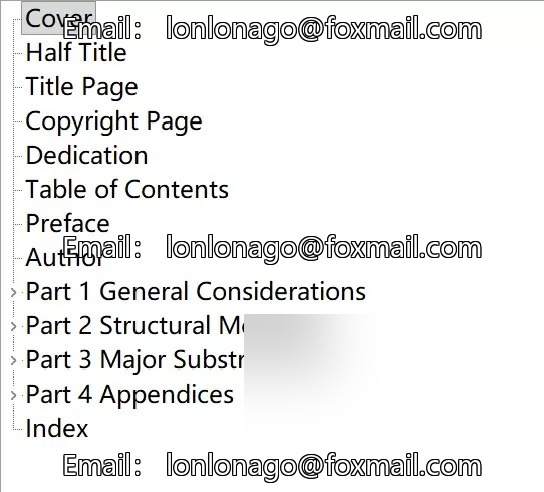 Cover
Email： lonlonago@foxmail.com
Half Title
Title Page
Copyright Page
Dedication
Table of Contents
Preface
Email： lonlonago@foxmail.com
Author
Part 1 General Considerations
Part 2 Structural
Part 3 Major
Part 4 Appendices
Index
Email： lonlonago@foxmail.com